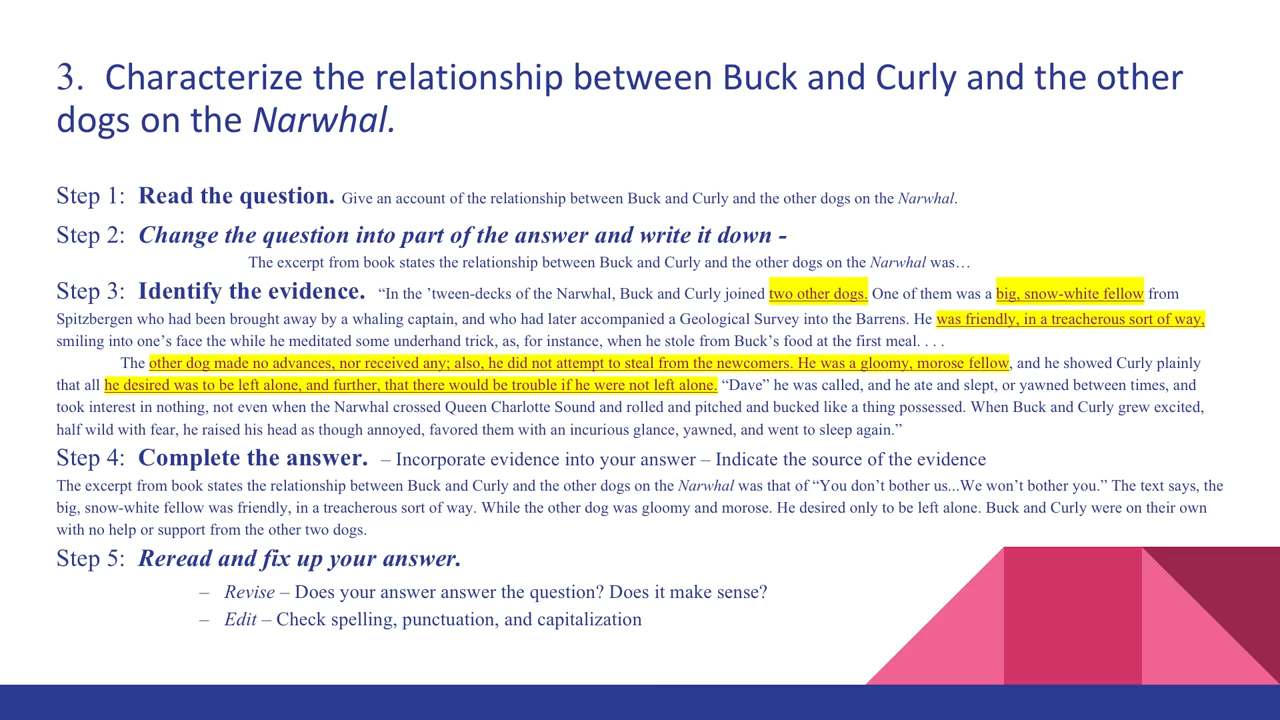 3. Characterize the relationship between Buck and Curly and the other
dogs on the Narwhal.
Step 1: Read the question. Give an account of the relationship between Buck and Curly and the other dogs on the Narwhal.
Step 2: Change the question into part of the answer and write it down -
The excerpt from book states the relationship between Buck and Curly and the other dogs on the Narwhal was…
Step 3: Identify the evidence. “In the ’tween-decks of the Narwhal, Buck and Curly joined two other dogs. One of them was a big, snow-white fellow from
Spitzbergen who had been brought away by a whaling captain, and who had later accompanied a Geological Survey into the Barrens. He was friendly, in a treacherous sort of way,
smiling into one’s face the while he meditated some underhand trick, as, for instance, when he stole from Buck’s food at the first meal. . . .
The other dog made no advances, nor received any; also, he did not attempt to steal from the newcomers. He was a gloomy, morose fellow, and he showed Curly plainly
that all he desired was to be left alone, and further, that there would be trouble if he were not left alone. “Dave” he was called, and he ate and slept, or yawned between times, and
took interest in nothing, not even when the Narwhal crossed Queen Charlotte Sound and rolled and pitched and bucked like a thing possessed. When Buck and Curly grew excited,
half wild with fear, he raised his head as though annoyed, favored them with an incurious glance, yawned, and went to sleep again.”
Step 4: Complete the answer. – Incorporate evidence into your answer – Indicate the source of the evidence
The excerpt from book states the relationship between Buck and Curly and the other dogs on the Narwhal was that of “You don’t bother us...We won’t bother you.” The text says, the
big, snow-white fellow was friendly, in a treacherous sort of way. While the other dog was gloomy and morose. He desired only to be left alone. Buck and Curly were on their own
with no help or support from the other two dogs.
Step 5: Reread and fix up your answer.
– Revise – Does your answer answer the question? Does it make sense?
– Edit – Check spelling, punctuation, and capitalization